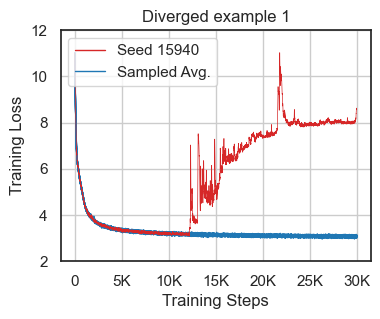 Diverged example 1
12
10
8
6
4
2
Training Loss
Seed 15940
Sampled Avg.
0 5K 10K 15K 20K 25K 30K
Training Steps